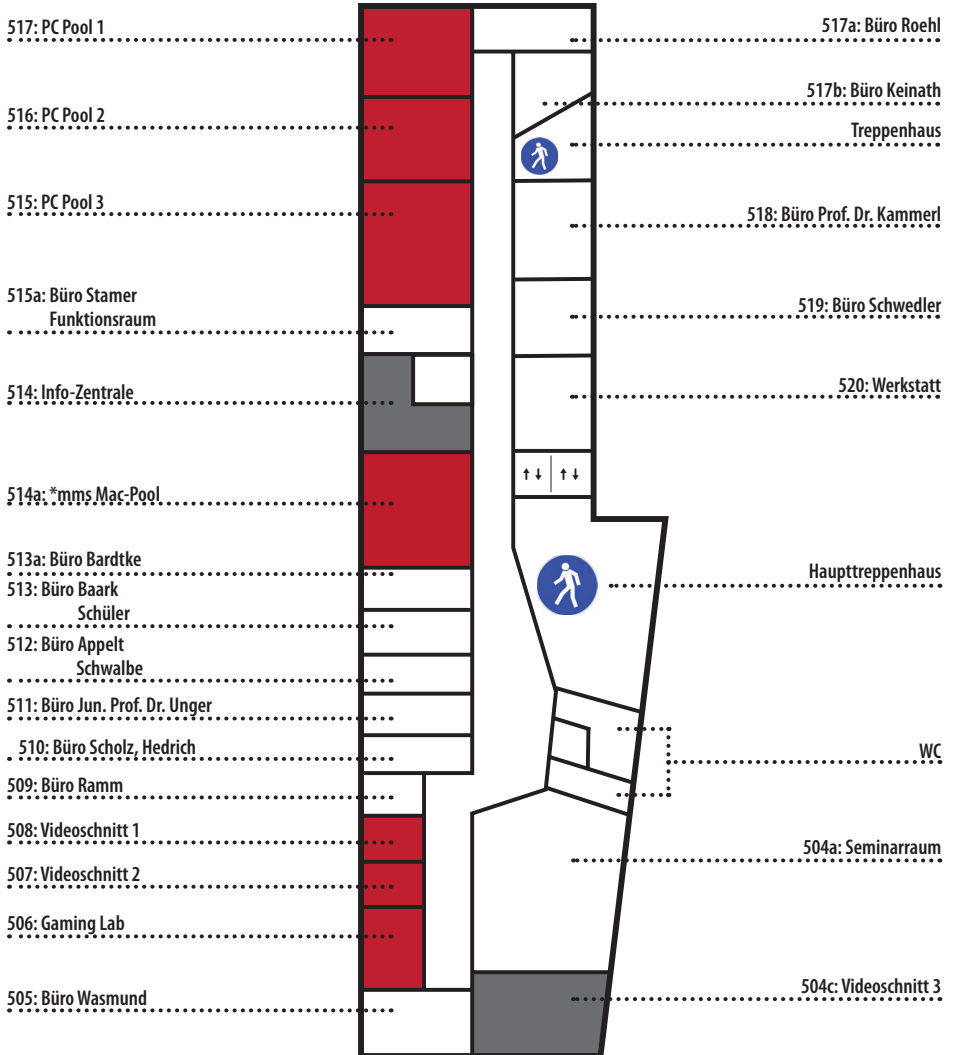 517: PC Pool 1
516: PC Pool 2
515: PC Pool 3
515a: Büro Stamer
Funktionsraum
514: Info-Zentrale
514a: *mms Mac-Pool
513a: Büro Bardtke
513: Büro Baark
Schüler
512: Büro Appelt
Schwalbe
511: Büro Jun. Prof. Dr. Unger
510: Büro Scholz, Hedrich
509: Büro Ramm
508: Videoschnitt 1
507: Videoschnitt 2
506: Gaming Lab
505: Büro Wasmund
517a: Büro Roehl
517b: Büro Keinath
Treppenhaus
518: Büro Prof. Dr. Kammerl
519: Büro Schwedler
520: Werkstatt
Haupttreppenhaus
WC
504a: Seminarraum
504c: Videoschnitt 3